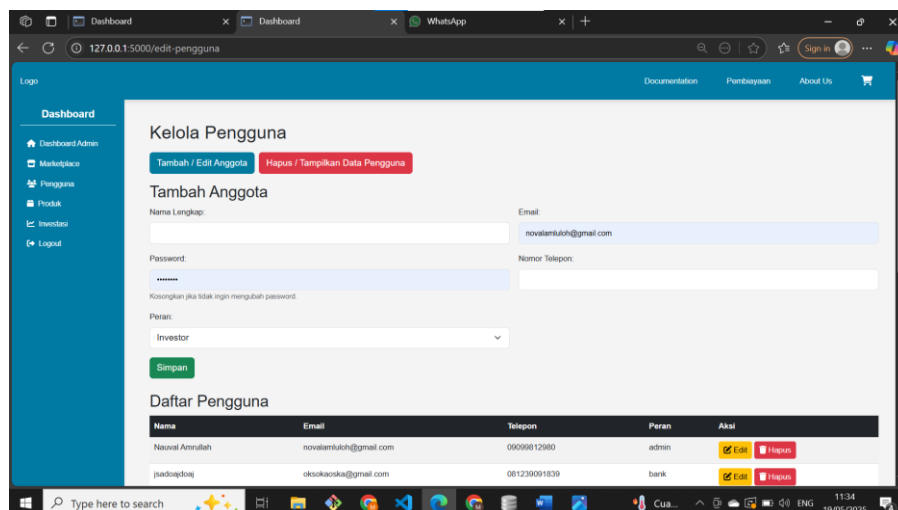 Dashboard
Dashboard
WhatsApp
127.0.0.1:5000/edit-pengguna
Sign in
Logo
Documentation
Pembiayaan
About Us
Dashboard
Dashboard Admin
Marketplace
Pengguna
Produk
Investasi
Logout
Kelola Pengguna
Tambah / Edit Anggota
Hapus / Tampilkan Data Pengguna
Tambah Anggota
Nama Lengkap:
Email:
novalamluloh@gmail.com
Password:
Nomor Telepon:
••••••••
Kosongkan jika tidak ingin mengubah password.
Peran:
Investor
Simpan
Daftar Pengguna
Nama Email Telepon Peran Aksi
Nauval Amrullah novalamluloh@gmail.com 09099812980 admin Edit Hapus
jsadoajdoaj oksokaoska@gmail.com 081239091839 bank Edit Hapus
Type here to search
Cua...
ENG
11:34
19/05/2025